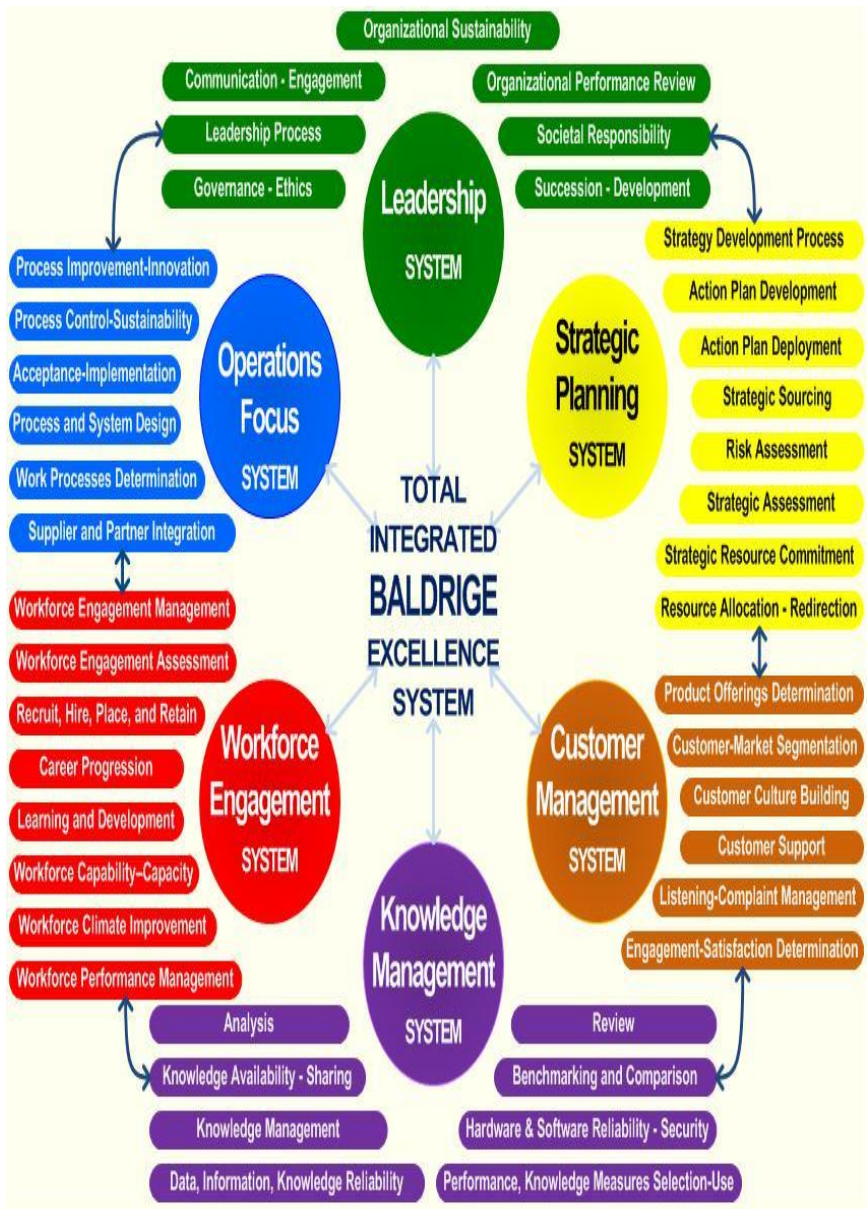 Organizational Sustainability
Communication - Engagement
Organizational Performance Review
Leadership Process
Societal Responsibility
Governance - Ethics
Succession - Development
Leadership
SYSTEM
Strategy Development Process
Action Plan Development
Action Plan Deployment
Strategic Sourcing
Risk Assessment
Strategic Assessment
Strategic Resource Commitment
Resource Allocation - Redirection
Strategic
Planning
SYSTEM
Process Improvement-Innovation
Process Control-Sustainability
Acceptance-Implementation
Process and System Design
Work Processes Determination
Supplier and Partner Integration
Operations
Focus
SYSTEM
TOTAL
INTEGRATED
BALDRIGE
EXCELLENCE
SYSTEM
Workforce Engagement Management
Workforce Engagement Assessment
Recruit, Hire, Place, and Retain
Career Progression
Learning and Development
Workforce Capability–Capacity
Workforce Climate Improvement
Workforce Performance Management
Workforce
Engagement
SYSTEM
Customer
Management
SYSTEM
Product Offerings Determination
Customer-Market Segmentation
Customer Culture Building
Customer Support
Listening-Complaint Management
Engagement-Satisfaction Determination
Knowledge
Management
SYSTEM
Analysis
Review
Knowledge Availability - Sharing
Benchmarking and Comparison
Knowledge Management
Hardware & Software Reliability - Security
Data, Information, Knowledge Reliability
Performance, Knowledge Measures Selection-Use